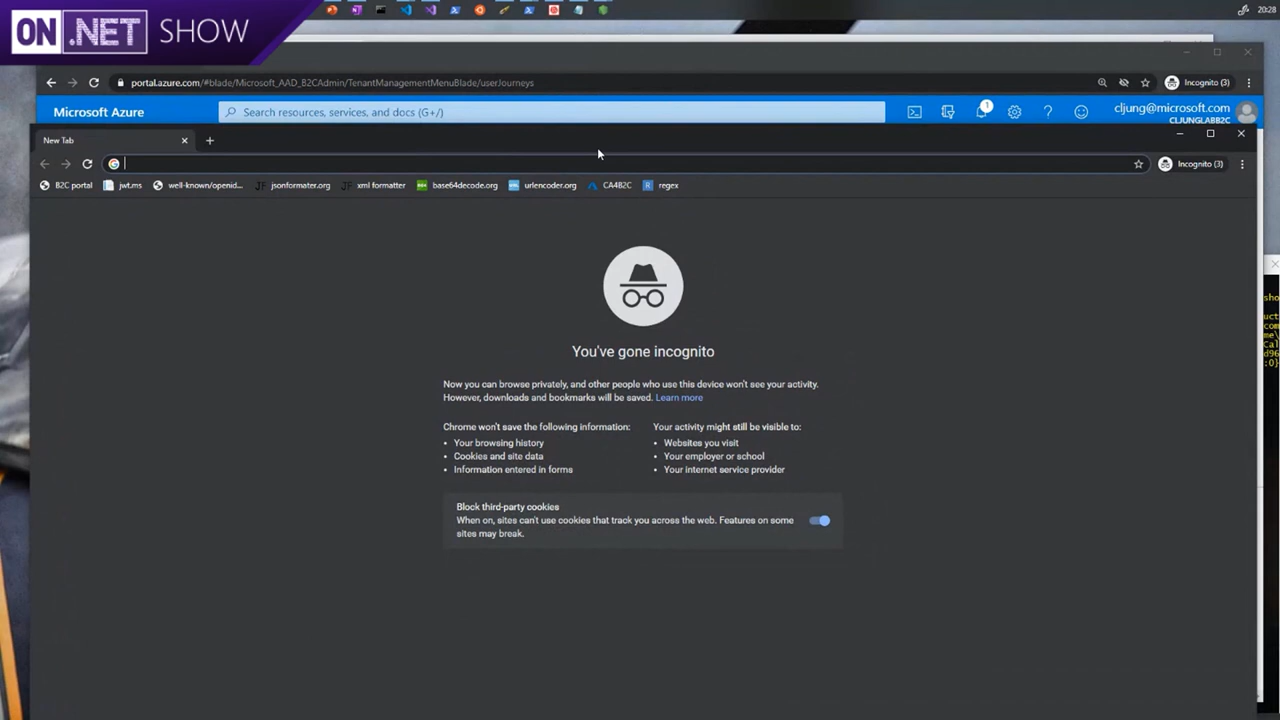 ON .NET SHOW
20:28
portal.azure.com/#blade/Microsoft_AAD_B2CAdmin/TenantManagementMenuBlade/userJourneys
Incognito (3)
Microsoft Azure
Search resources, services, and docs (G+/)
1
cljung@microsoft.com
CLJUNGLABB2C
New Tab
Incognito (3)
B2C portal
jwt.ms
well-known/openid...
jsonformater.org
xml formatter
base64decode.org
urlencoder.org
CA4B2C
regex
You've gone incognito
Now you can browse privately, and other people who use this device won't see your activity.
However, downloads and bookmarks will be saved. Learn more
Chrome won't save the following information:
• Your browsing history
• Cookies and site data
• Information entered in forms
Your activity might still be visible to:
• Websites you visit
• Your employer or school
• Your internet service provider
Block third-party cookies
When on, sites can't use cookies that track you across the web. Features on some
sites may break.